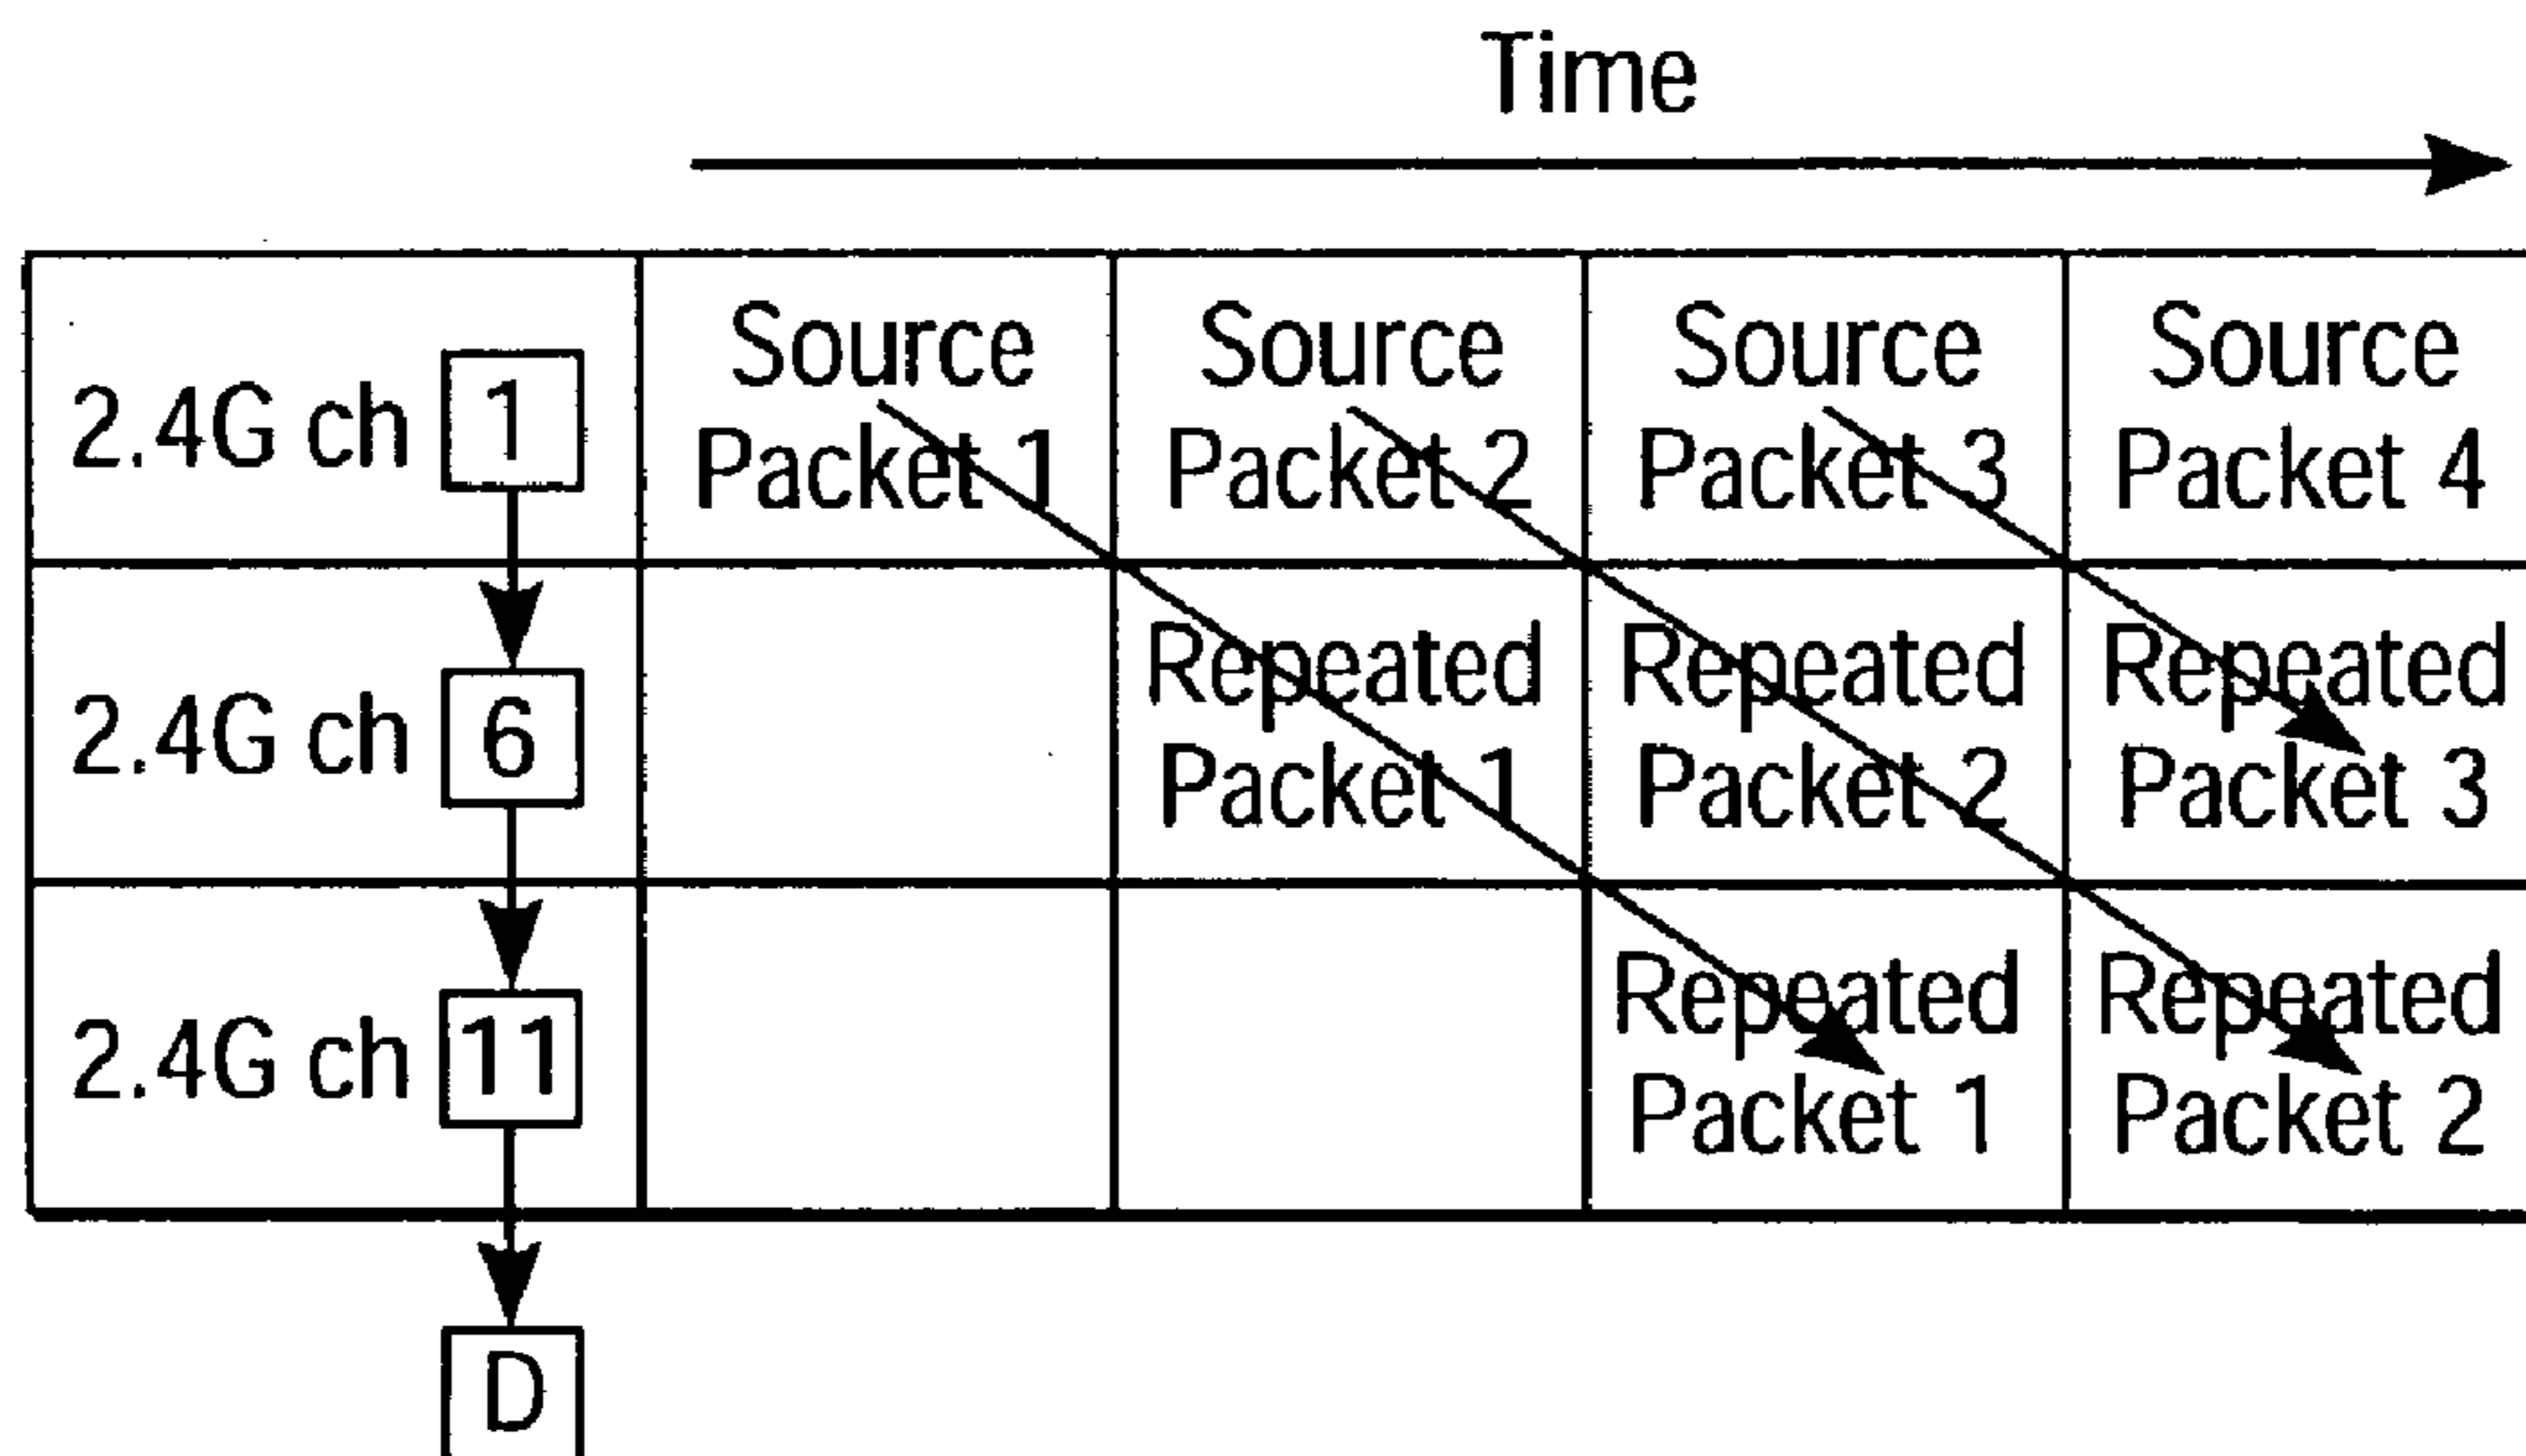 Time
2.4G ch 1
Source
Packet 1
Source
Packet 2
Source
Packet 3
Source
Packet 4
2.4G ch 6
Repeated
Packet 1
Repeated
Packet 2
Repeated
Packet 3
2.4G ch 11
Repeated
Packet 1
Repeated
Packet 2
D